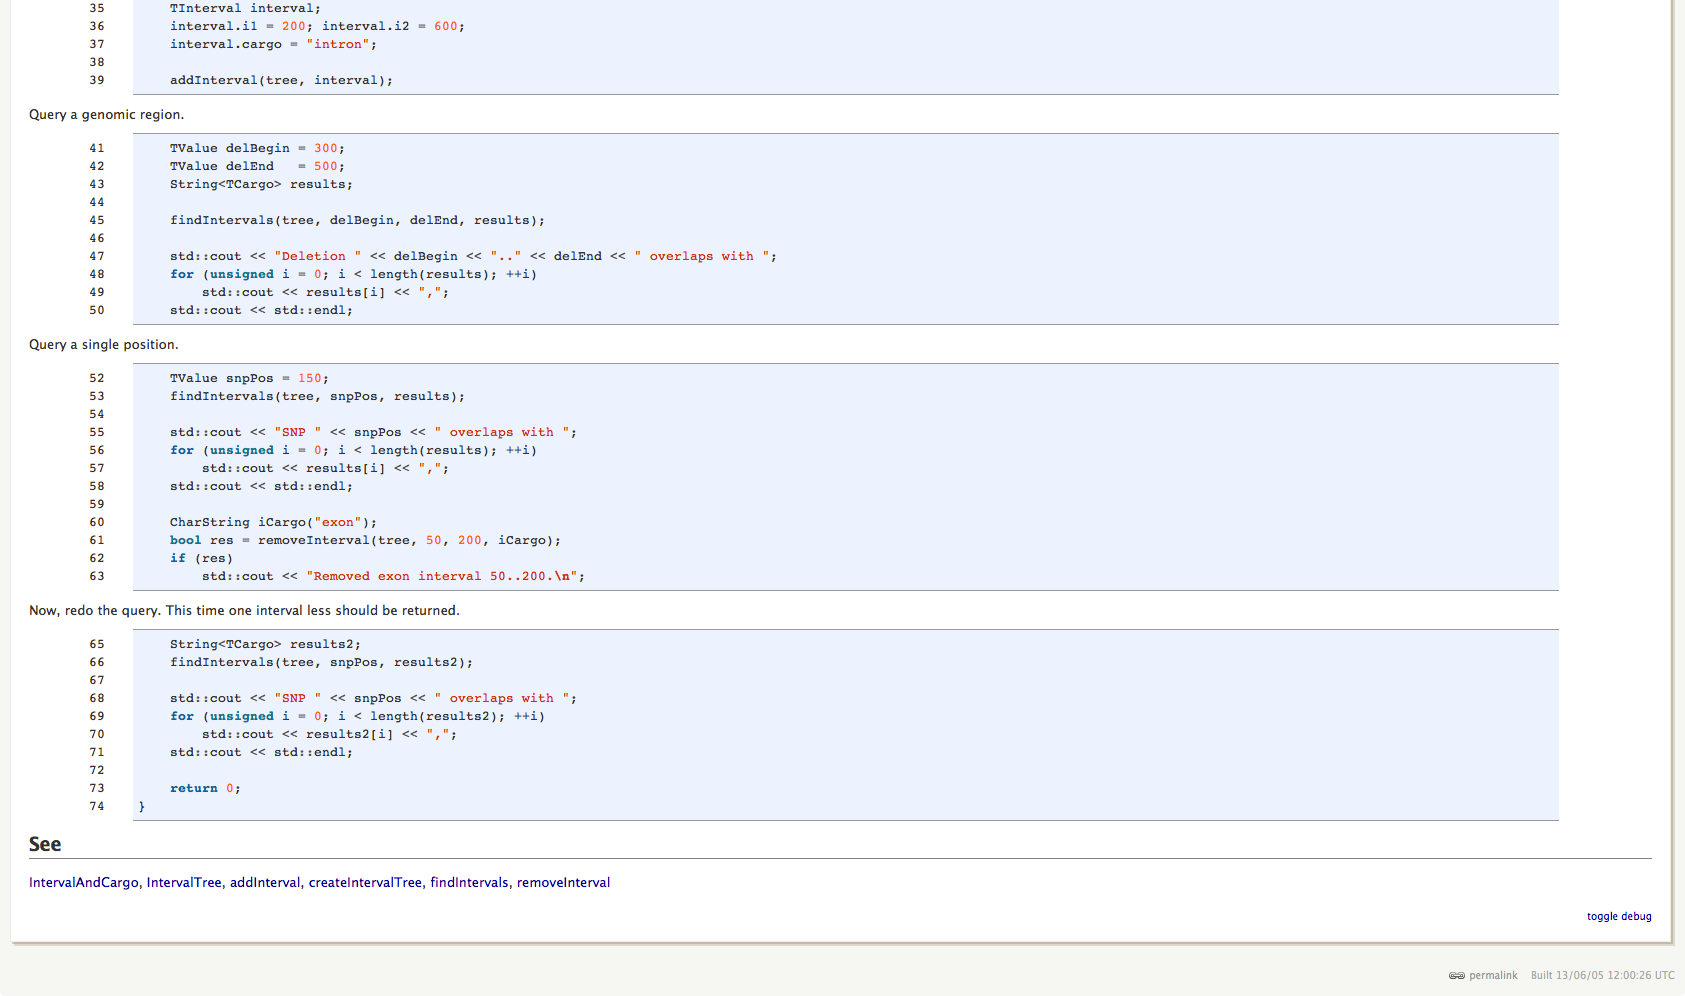 35 TInterval interval;
36 interval.i1 = 200; interval.i2 = 600;
37 interval.cargo = "intron";
38
39 addInterval(tree, interval);
Query a genomic region.
41 TValue delBegin = 300;
42 TValue delEnd   = 500;
43 String<TCargo> results;
44
45 findIntervals(tree, delBegin, delEnd, results);
46
47 std::cout << "Deletion " << delBegin << ".." << delEnd << " overlaps with ";
48 for (unsigned i = 0; i < length(results); ++i)
49     std::cout << results[i] << ",";
50 std::cout << std::endl;
Query a single position.
52 TValue snpPos = 150;
53 findIntervals(tree, snpPos, results);
54
55 std::cout << "SNP " << snpPos << " overlaps with ";
56 for (unsigned i = 0; i < length(results); ++i)
57     std::cout << results[i] << ",";
58 std::cout << std::endl;
59
60 CharString iCargo("exon");
61 bool res = removeInterval(tree, 50, 200, iCargo);
62 if (res)
63     std::cout << "Removed exon interval 50..200.\n";
Now, redo the query. This time one interval less should be returned.
65 String<TCargo> results2;
66 findIntervals(tree, snpPos, results2);
67
68 std::cout << "SNP " << snpPos << " overlaps with ";
69 for (unsigned i = 0; i < length(results2); ++i)
70     std::cout << results2[i] << ",";
71 std::cout << std::endl;
72
73 return 0;
74 }
See
IntervalAndCargo, IntervalTree, addInterval, createIntervalTree, findIntervals, removeInterval
toggle debug
permalink Built 13/06/05 12:00:26 UTC